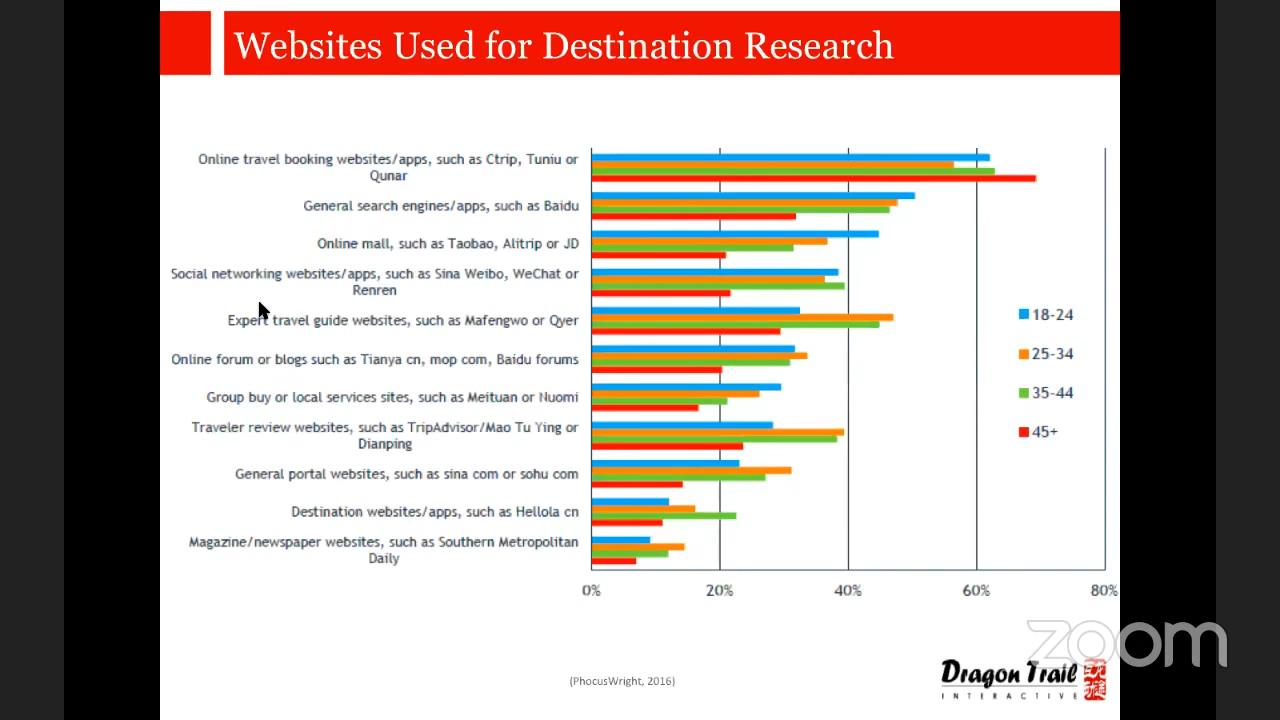 Websites Used for Destination Research
Online travel booking websites/apps, such as Ctrip, Tuniu or
Qunar
General search engines/apps, such as Baidu
Online mall, such as Taobao, Alitrip or JD
Social networking websites/apps, such as Sina Weibo, WeChat or
Renren
Expert travel guide websites, such as Mafengwo or Qyer
Online forum or blogs such as Tianya cn, mop com, Baidu forums
Group buy or local services sites, such as Meituan or Nuomi
Traveler review websites, such as TripAdvisor/Mao Tu Ying or
Dianping
General portal websites, such as sina com or sohu com
Destination websites/apps, such as Hellola cn
Magazine/newspaper websites, such as Southern Metropolitan
Daily
18-24
25-34
35-44
45+
0% 20% 40% 60% 80%
zoom
Dragon Trail
INTERACTIVE
(PhocusWright, 2016)